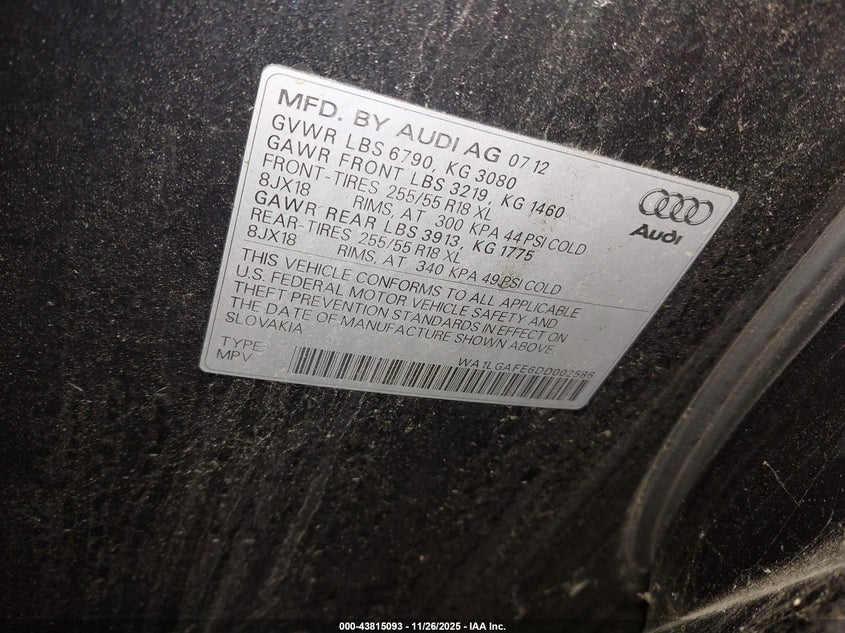 MFD. BY AUDI AG 07 12
GVWR LBS 6790, KG 3080
GAWR FRONT LBS 3219, KG 1460
FRONT-TIRES 255/55 R18 XL
8JX18 RIMS, AT 300 KPA 44 PSI COLD
GAWR REAR LBS 3913, KG 1775
REAR-TIRES 255/55 R18 XL
8JX18 RIMS, AT 340 KPA 49 PSI COLD
Audi
THIS VEHICLE CONFORMS TO ALL APPLICABLE
U.S. FEDERAL MOTOR VEHICLE SAFETY AND
THEFT PREVENTION STANDARDS IN EFFECT ON
THE DATE OF MANUFACTURE SHOWN ABOVE
SLOVAKIA
WA1LGAFE6DD002588
TYPE:
MPV
000-43815093 - 11/26/2025 - IAA Inc.